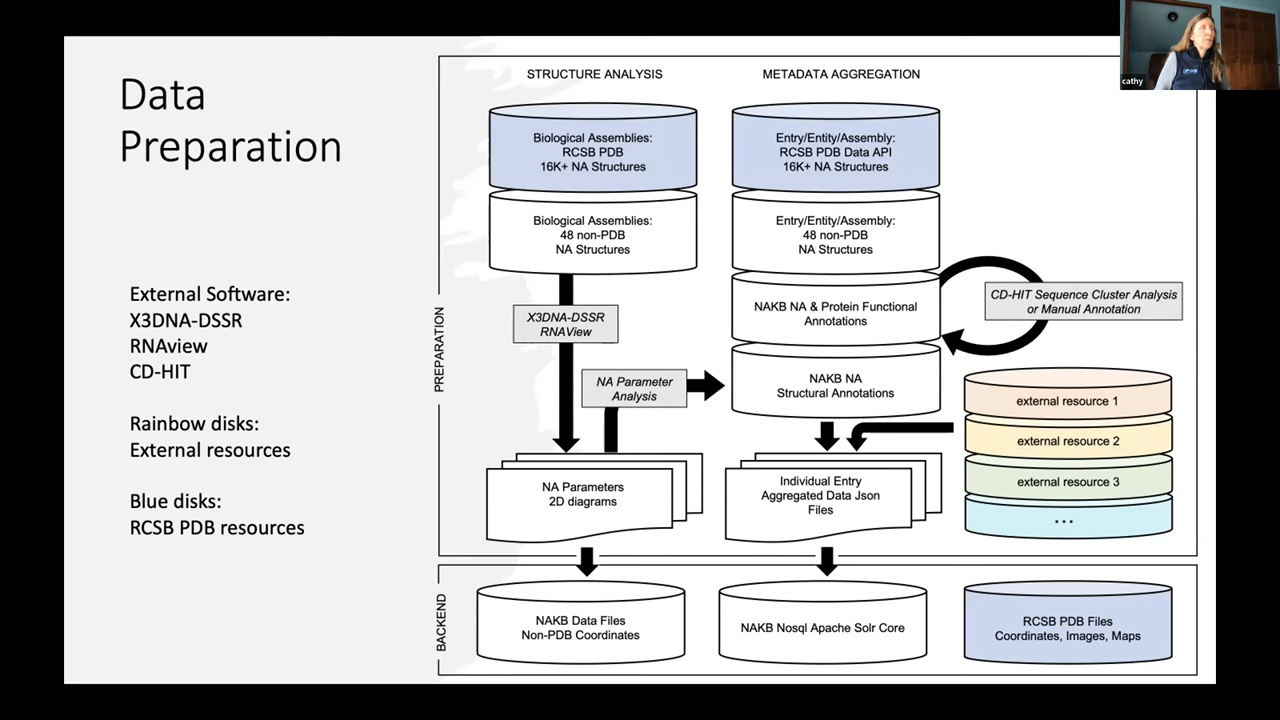 Data
Preparation
External Software:
X3DNA-DSSR
RNAview
CD-HIT
Rainbow disks:
External resources
Blue disks:
RCSB PDB resources
STRUCTURE ANALYSIS
METADATA AGGREGATION
PREPARATION
Biological Assemblies:
RCSB PDB
16K+ NA Structures
Biological Assemblies:
48 non-PDB
NA Structures
X3DNA-DSSR
RNAView
NA Parameter
Analysis
NA Parameters
2D diagrams
Entry/Entity/Assembly:
RCSB PDB Data API
16K+ NA Structures
Entry/Entity/Assembly:
48 non-PDB
NA Structures
NAKB NA & Protein Functional
Annotations
CD-HIT Sequence Cluster Analysis
or Manual Annotation
NAKB NA
Structural Annotations
Individual Entry
Aggregated Data Json
Files
external resource 1
external resource 2
external resource 3
...
BACKEND
NAKB Data Files
Non-PDB Coordinates
NAKB Nosql Apache Solr Core
RCSB PDB Files
Coordinates, Images, Maps
cathy